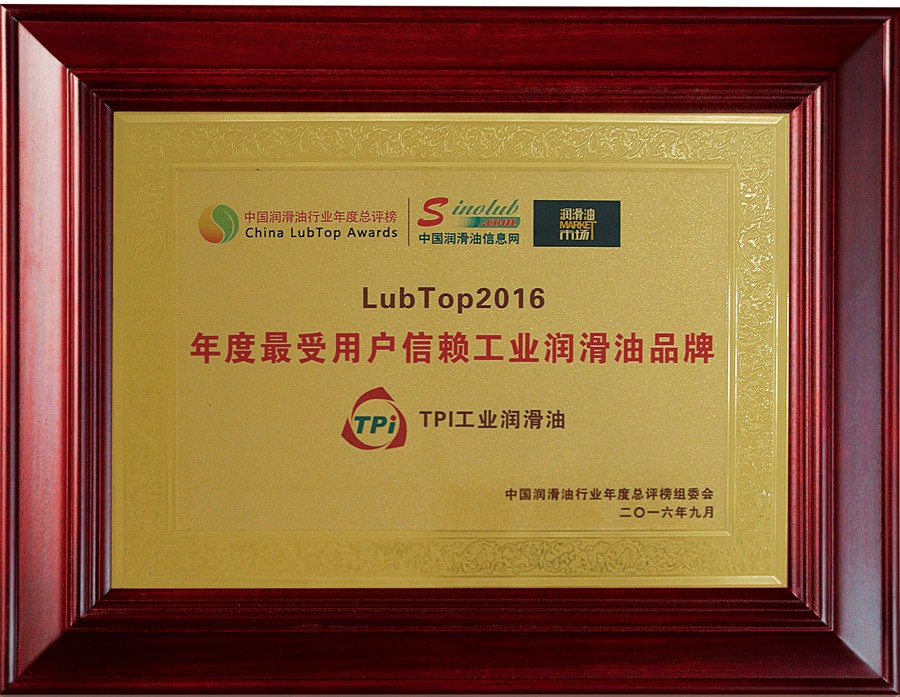 中国润滑油行业年度总评榜
China LubTop Awards
Sinolub
.com
中国润滑油信息网
润滑油
MARKET
市场
LubTop2016
年度最受用户信赖工业润滑油品牌
TPi
TPI工业润滑油
中国润滑油行业年度总评榜组委会
二〇一六年九月